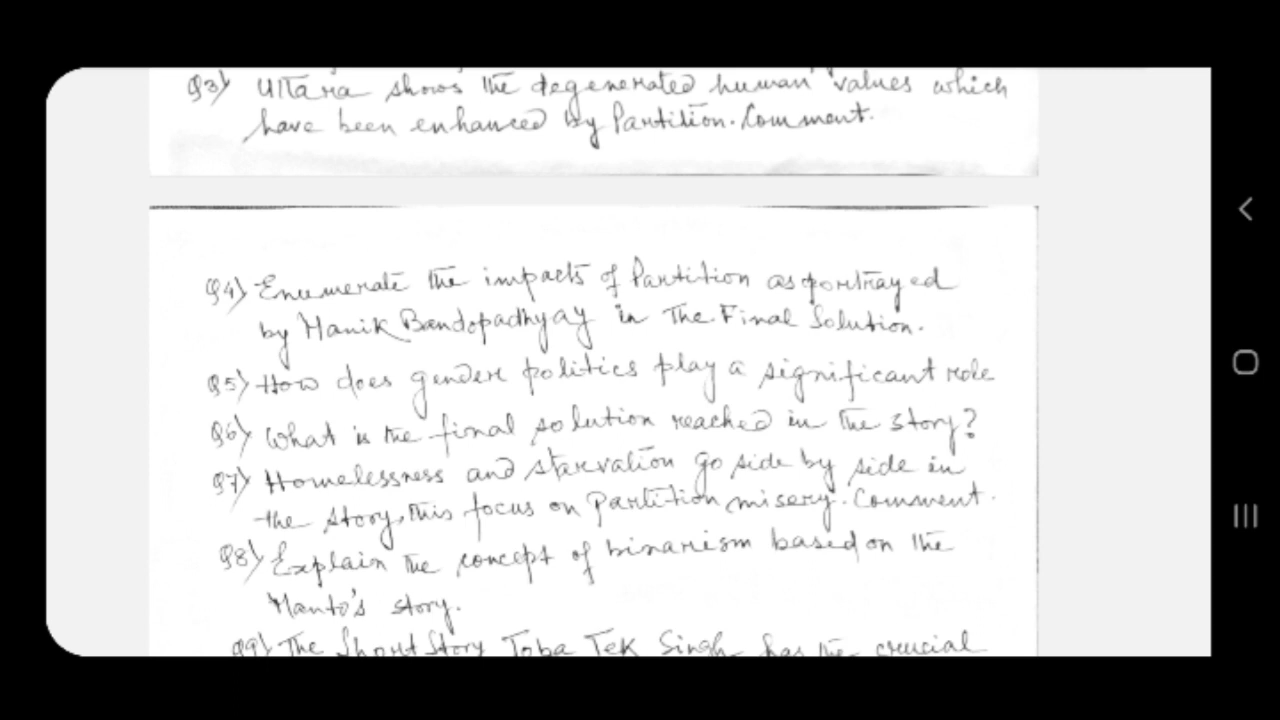 Q3) Uttara shows the degenerated human values which
have been enhanced by Partition. Comment.
Q4) Enumerate the impacts of Partition as portrayed
by Manik Bandopadhyay in The Final Solution.
Q5) How does gender politics play a significant role
Q6) What is the final solution reached in the story?
Q7) Homelessness and starvation go side by side in
the story, this focus on Partition misery. Comment.
Q8) Explain the concept of binarism based on the
Manto's story.
Q9) The Short Story Toba Tek Singh has the crucial